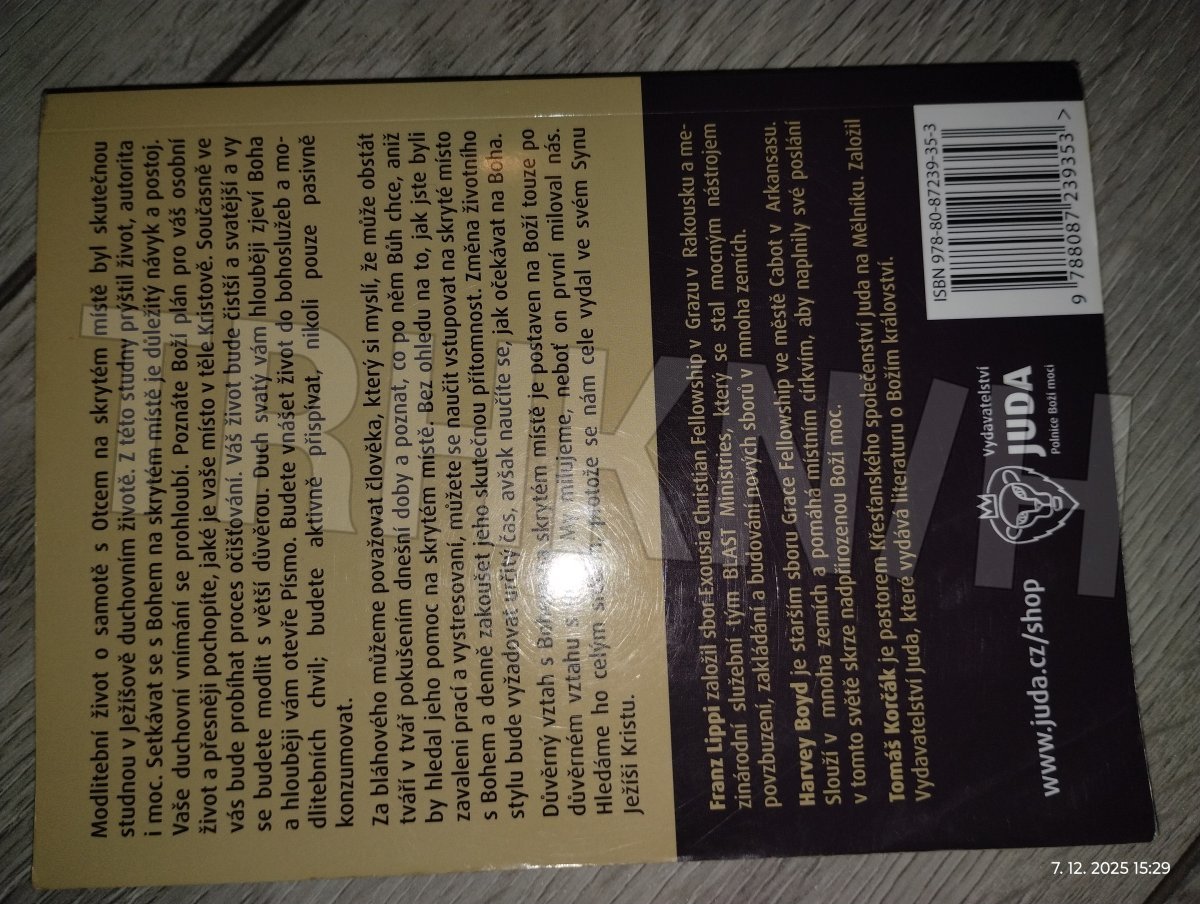 Modlitební život o samotě s Otcem na skrytém místě byl skutečnou
studnou v Ježíšově duchovním životě. Z této studny prýštil život, autorita
i moc. Setkávat se s Bohem na skrytém místě je důležitý návyk a postoj.
Vaše duchovní vnímání se prohloubí. Poznáte Boží plán pro váš osobní
život a přesněji pochopíte, jaké je vaše místo v těle Kristově. Současně ve
vás bude probíhat proces očišťování. Váš život bude čistší a svatější a vy
se budete modlit s větší důvěrou. Duch svatý vám hlouběji zjeví Boha
a hlouběji vám otevře Písmo. Budete vnášet život do bohoslužeb a mo-
dlitebních chvil; budete aktivně přispívat, nikoli pouze pasivně
konzumovat.
Za bláhového můžeme považovat člověka, který si myslí, že může obstát
tváří v tvář pokušením dnešní doby a poznat, co po něm Bůh chce, aniž
by hledal jeho pomoc na skrytém místě. Bez ohledu na to, jak jste byli
zavaleni prací a vystresovaní, můžete se naučit vstupovat na skryté místo
s Bohem a denně zakoušet jeho skutečnou přítomnost. Změna životního
stylu bude vyžadovat určitý čas, avšak naučíte se, jak očekávat na Boha.
Důvěrný vztah s na skrytém místě je postaven na Boží touze po
důvěrném vztahu s My milujeme, neboť on první miloval nás.
Hledáme ho celým protože se nám cele vydal ve svém Synu
Ježíši Kristu.
Franz Lippi založil sbor Exousia Christian Fellowship v Grazu v Rakousku a me-
zinárodní služební tým BLAST Ministries, který se stal mocným nástrojem
povzbuzení, zakládání a budování nových sborů v mnoha zemích.
Harvey Boyd je starším sboru Grace Fellowship ve městě Cabot v Arkansasu.
Slouží v mnoha zemích a pomáhá místním církvím, aby naplnily své poslání
v tomto světě skrze nadpřirozenou Boží moc.
Tomáš Korčák je pastorem Křesťanského společenství Juda na Mělníku. Založil
Vydavatelství Juda, které vydává literaturu o Božím království.
www.juda.cz/shop
Vydavatelství
JUDA
Polnice Boží moci
ISBN 978-80-87239-35-3
9 788087 239353 >
TRHKNIH
7. 12. 2025 15:29